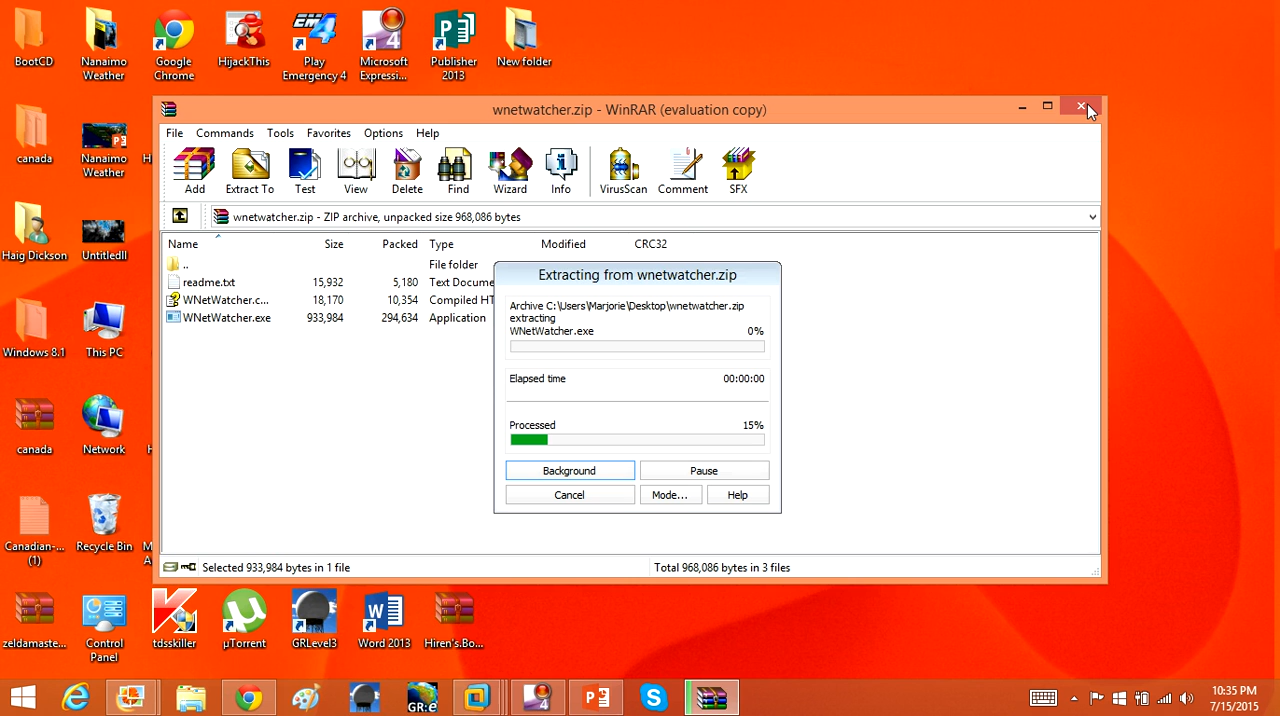 BootCD
Nanaimo
Weather
Google
Chrome
HijackThis
Play
Emergency 4
Microsoft
Expressi...
Publisher
2013
New folder
canada
Nanaimo
Weather
H
Haig Dickson
UntitledII
Windows 8.1
This PC
canada
Network
Canadian-...
(1)
Recycle Bin
M
A
wnetwatcher.zip - WinRAR (evaluation copy)
File Commands Tools Favorites Options Help
Add Extract To Test View Delete Find Wizard Info VirusScan Comment SFX
wnetwatcher.zip - ZIP archive, unpacked size 968,086 bytes
Name Size Packed Type Modified CRC32
.. File folder
readme.txt 15,932 5,180 Text Docume
WNetWatcher.c... 18,170 10,354 Compiled HT
WNetWatcher.exe 933,984 294,634 Application
Extracting from wnetwatcher.zip
Archive C:\Users\Marjorie\Desktop\wnetwatcher.zip
extracting
WNetWatcher.exe 0%
Elapsed time 00:00:00
Processed 15%
Background Pause
Cancel Mode... Help
Selected 933,984 bytes in 1 file Total 968,086 bytes in 3 files
zeldamaste...
Control
Panel
tdsskiller
µTorrent
GRLevel3
Word 2013
Hiren's.Bo...
GR:e
10:35 PM
7/15/2015